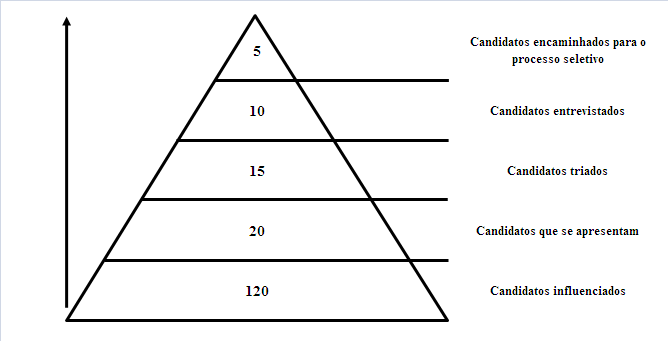 5
Candidatos encaminhados para o
processo seletivo
10
Candidatos entrevistados
15
Candidatos triados
20
Candidatos que se apresentam
120
Candidatos influenciados